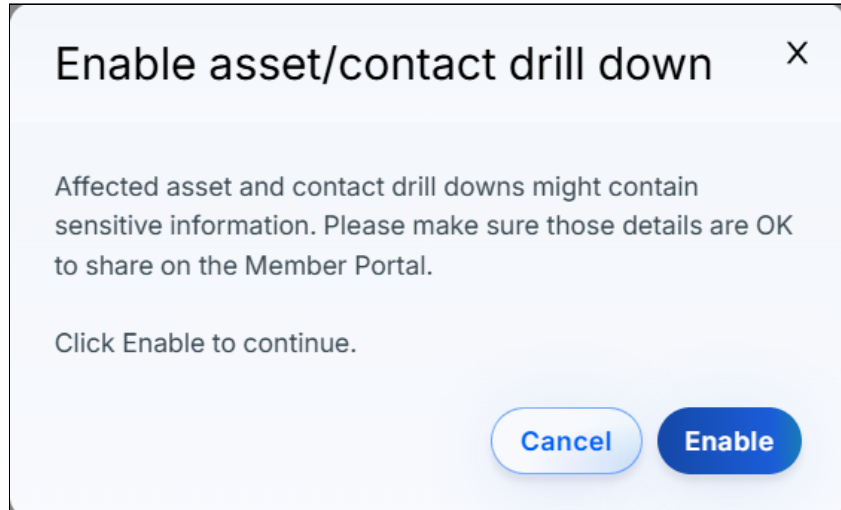 Enable asset/contact drill down X
Affected asset and contact drill downs might contain
sensitive information. Please make sure those details are OK
to share on the Member Portal.
Click Enable to continue.
Cancel Enable